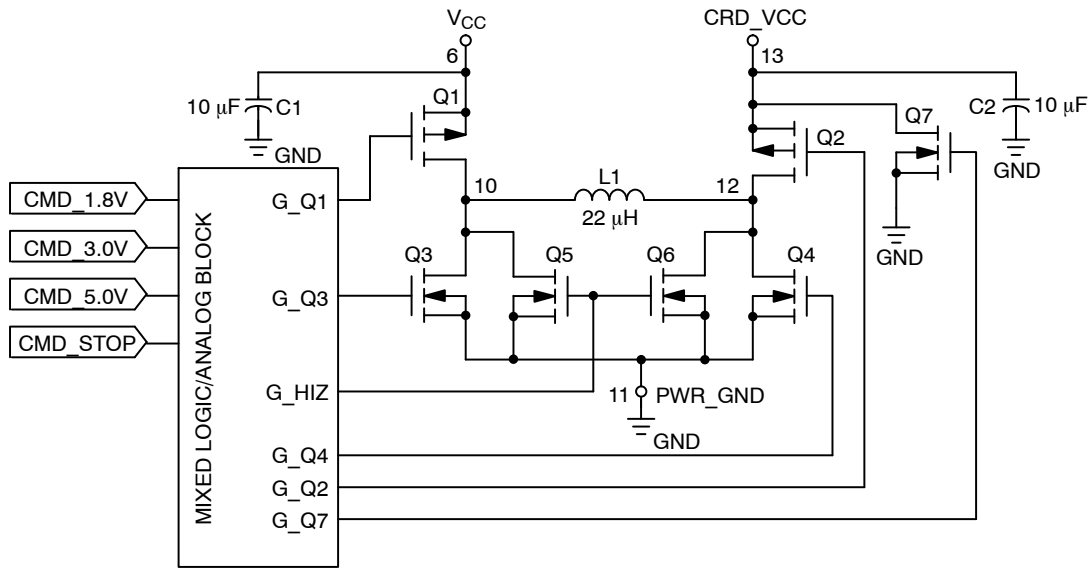 V_CC
CRD_VCC
6
13
Q1
Q7
10 μF
C1
C2
10 μF
Q2
GND
GND
L1
10
12
CMD_1.8V
G_Q1
22 μH
CMD_3.0V
GND
Q3
Q5
Q6
Q4
CMD_5.0V
G_Q3
CMD_STOP
MIXED LOGIC/ANALOG BLOCK
G_HIZ
11
PWR_GND
GND
G_Q4
G_Q2
G_Q7